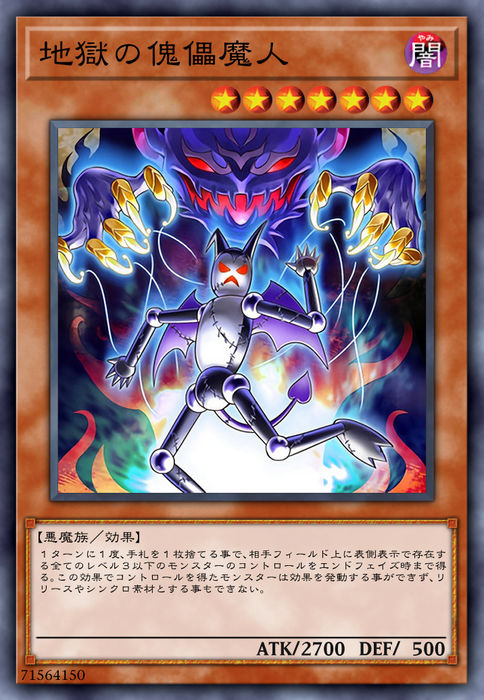 地獄の傀儡魔人
やみ
闇
【悪魔族／効果】
１ターンに１度、手札を１枚捨てる事で、相手フィールド上に表側表示で存在す
る全てのレベル３以下のモンスターのコントロールをエンドフェイズ時まで得
る。この効果でコントロールを得たモンスターは効果を発動する事ができず、リ
リースやシンクロ素材とする事もできない。
ATK/2700 DEF/ 500
71564150